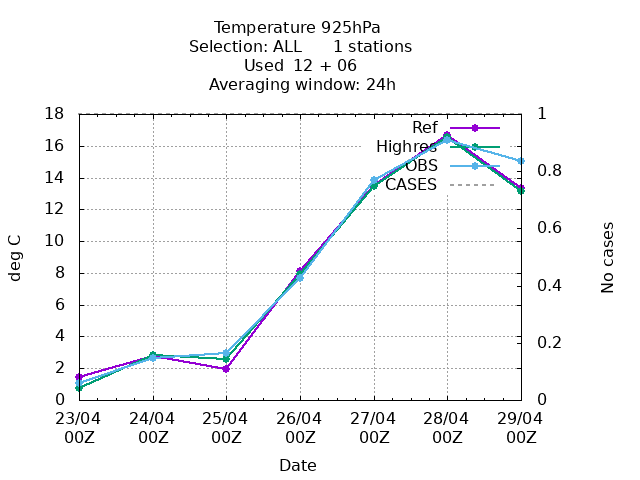 Temperature 925hPa
Selection: ALL 1 stations
Used 12 + 06
Averaging window: 24h
18
16
14
12
10
8
6
4
2
0
deg C
1
0.8
0.6
0.4
0.2
0
No cases
Ref
Highres
OBS
CASES
23/04 24/04 25/04 26/04 27/04 28/04 29/04
00Z 00Z 00Z 00Z 00Z 00Z 00Z
Date